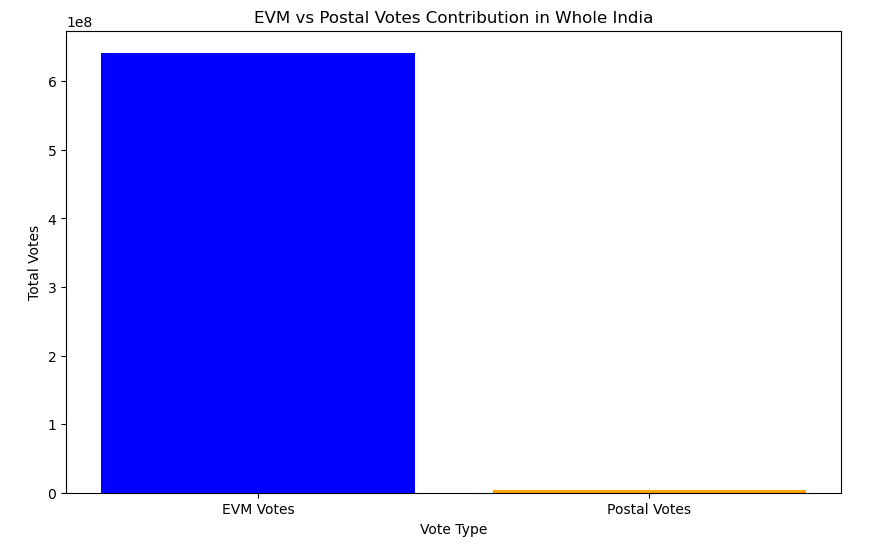 EVM vs Postal Votes Contribution in Whole India
1e8
6
5
4
3
2
1
0
Total Votes
EVM Votes
Postal Votes
Vote Type